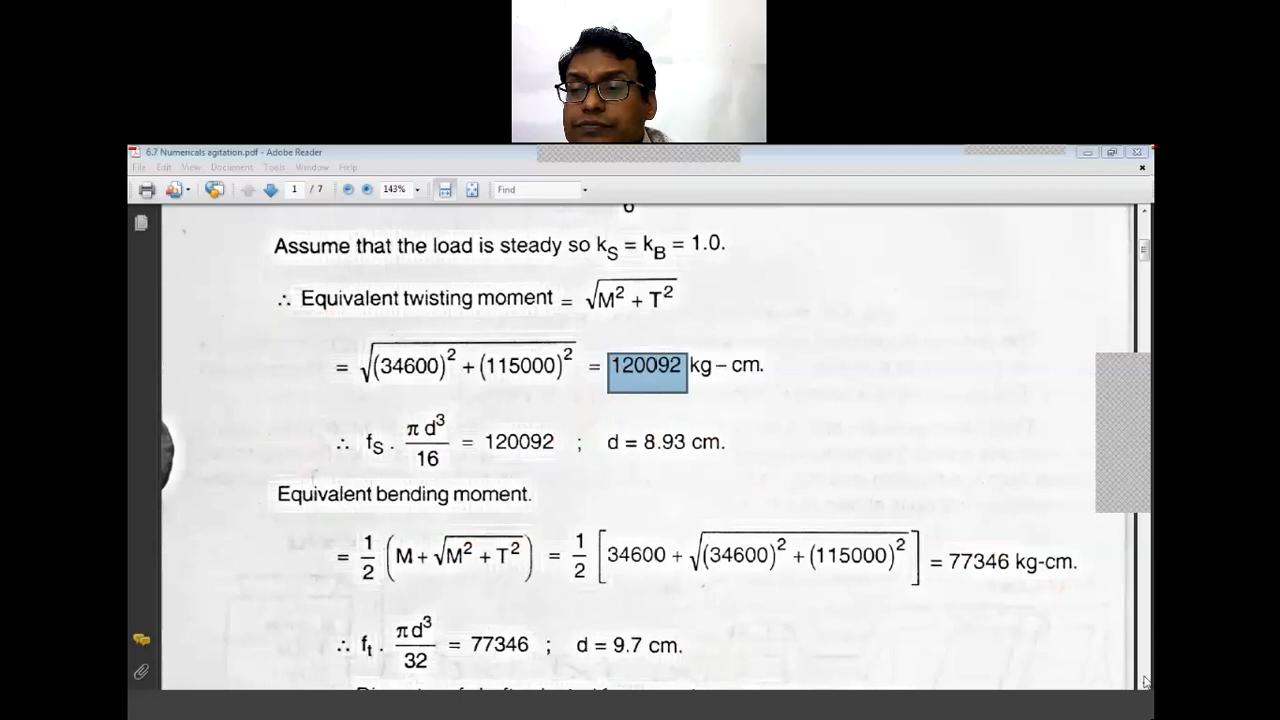 6.7 Numericals agitation.pdf - Adobe Reader
File Edit View Document Tools Window Help
1 / 7 143% Find
Assume that the load is steady so kS = kB = 1.0.
∴ Equivalent twisting moment = √(M² + T²)
= √((34600)² + (115000)²) = 120092 kg – cm.
∴ fS . π d³/16 = 120092 ; d = 8.93 cm.
Equivalent bending moment.
= 1/2 (M + √(M² + T²)) = 1/2 [34600 + √((34600)² + (115000)²)] = 77346 kg-cm.
∴ ft . π d³/32 = 77346 ; d = 9.7 cm.